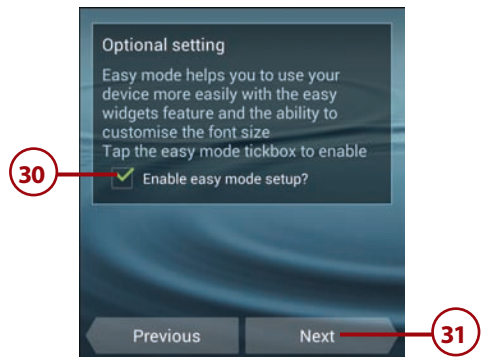 Optional setting
Easy mode helps you to use your
device more easily with the easy
widgets feature and the ability to
customise the font size
Tap the easy mode tickbox to enable
30
Enable easy mode setup?
Previous
Next
31